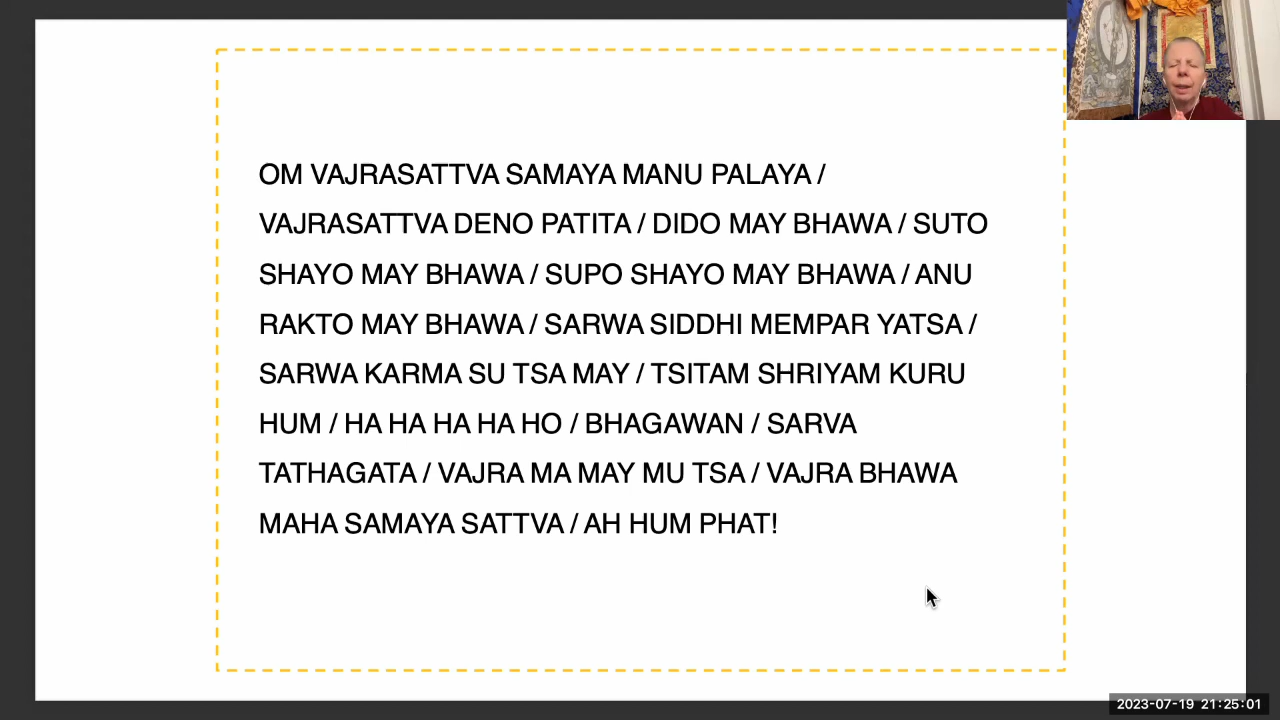 OM VAJRASATTVA SAMAYA MANU PALAYA /
VAJRASATTVA DENO PATITA / DIDO MAY BHAWA / SUTO
SHAYO MAY BHAWA / SUPO SHAYO MAY BHAWA / ANU
RAKTO MAY BHAWA / SARWA SIDDHI MEMPAR YATSA /
SARWA KARMA SU TSA MAY / TSITAM SHRIYAM KURU
HUM / HA HA HA HA HO / BHAGAWAN / SARVA
TATHAGATA / VAJRA MA MAY MU TSA / VAJRA BHAWA
MAHA SAMAYA SATTVA / AH HUM PHAT!
2023-07-19 21:25:01